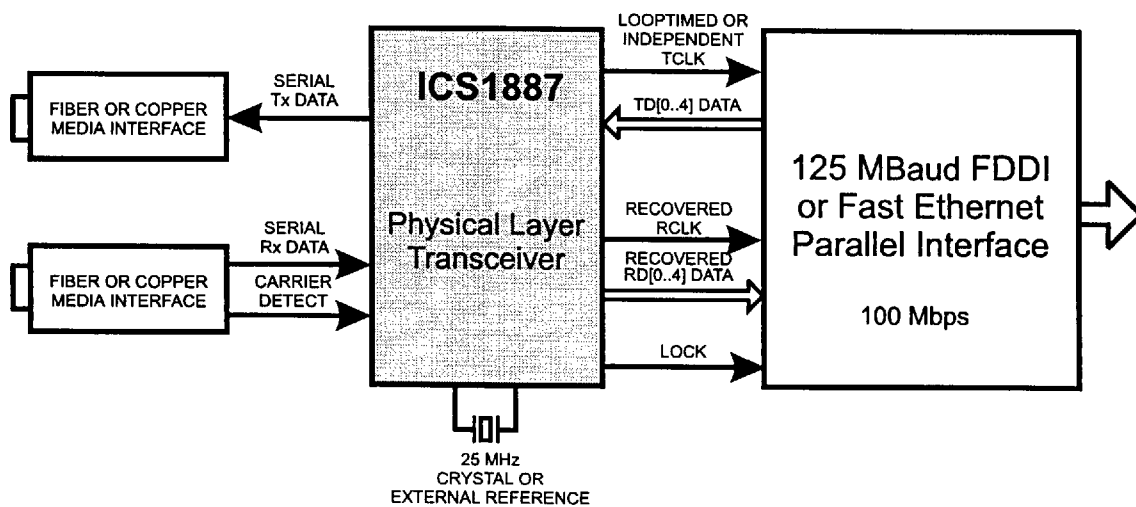 FIBER OR COPPER
MEDIA INTERFACE
SERIAL
Tx DATA
FIBER OR COPPER
MEDIA INTERFACE
SERIAL
Rx DATA
CARRIER
DETECT
ICS1887
Physical Layer
Transceiver
25 MHz
CRYSTAL OR
EXTERNAL REFERENCE
LOOPTIMED OR
INDEPENDENT
TCLK
TD[0..4] DATA
RECOVERED
RCLK
RECOVERED
RD[0..4] DATA
LOCK
125 MBaud FDDI
or Fast Ethernet
Parallel Interface
100 Mbps